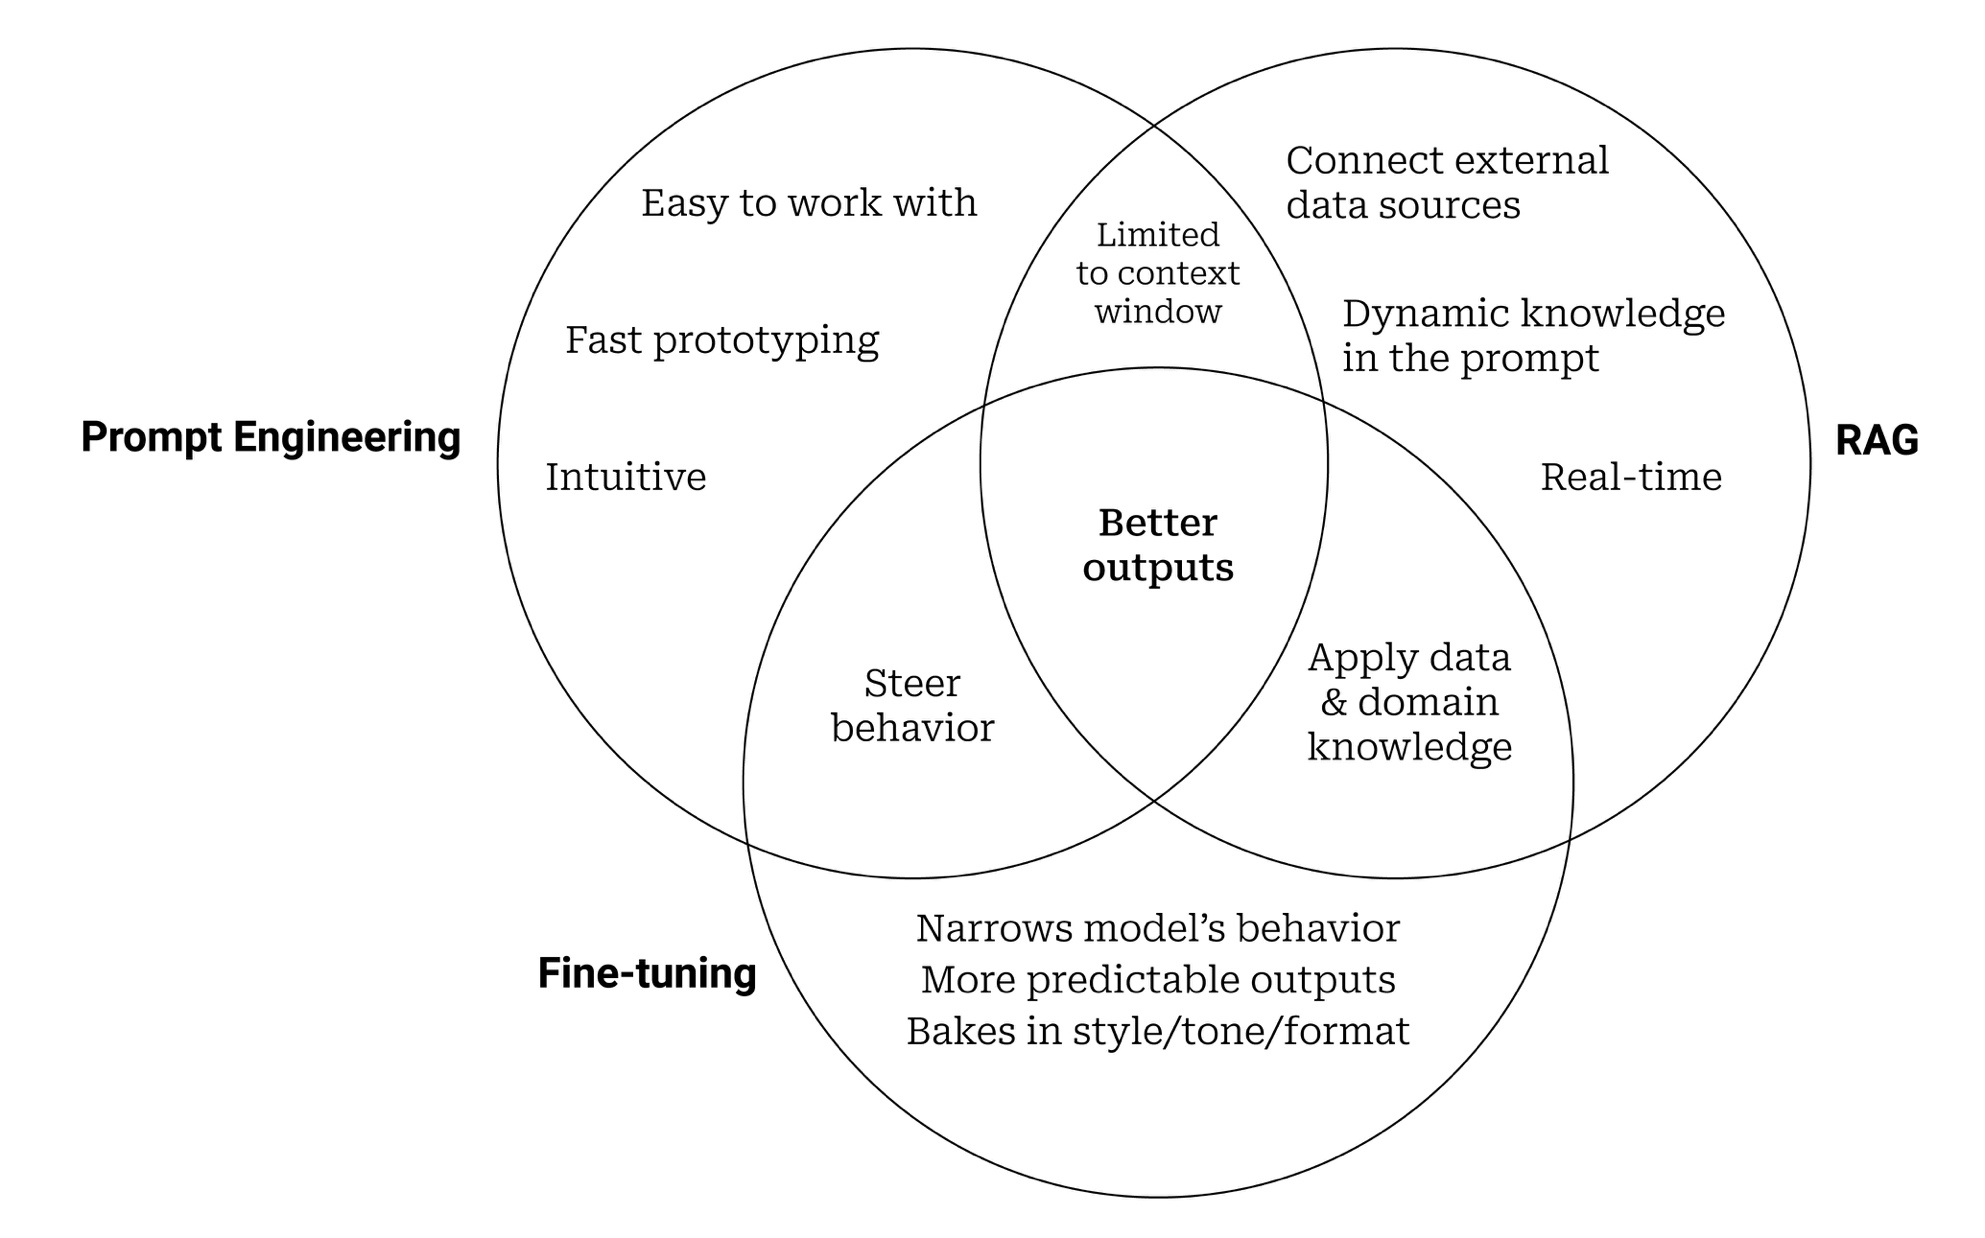 Easy to work with
Fast prototyping
Prompt Engineering
Intuitive
Limited
to context
window
Connect external
data sources
Dynamic knowledge
in the prompt
RAG
Real-time
Better
outputs
Steer
behavior
Apply data
& domain
knowledge
Fine-tuning
Narrows model’s behavior
More predictable outputs
Bakes in style/tone/format